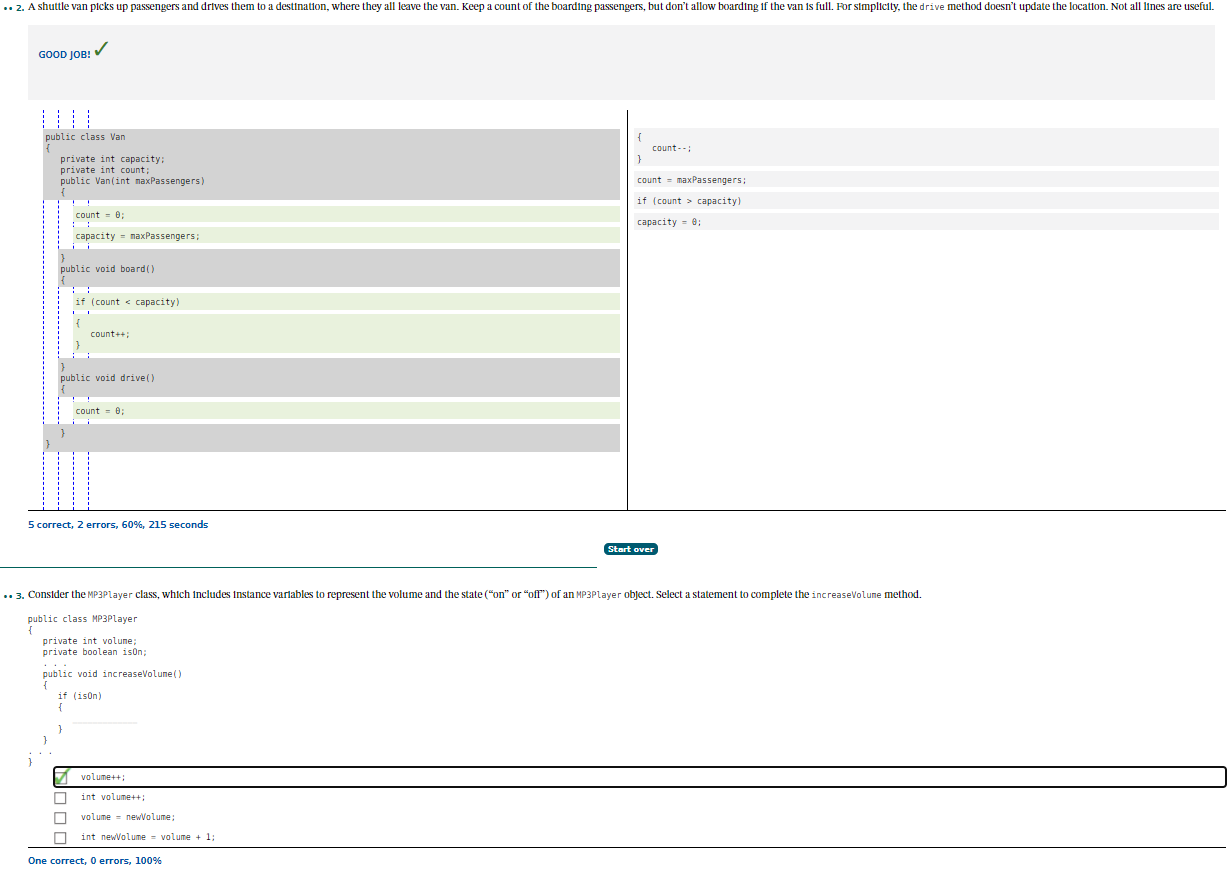 •• 2. A shuttle van picks up passengers and drives them to a destination, where they all leave the van. Keep a count of the boarding passengers, but don't allow boarding if the van is full. For simplicity, the drive method doesn't update the location. Not all lines are useful.
GOOD JOB!
public class Van
{
private int capacity;
private int count;
public Van(int maxPassengers)
{
count = 0;
capacity = maxPassengers;
}
public void board()
{
if (count < capacity)
{
count++;
}
}
public void drive()
{
count = 0;
}
}
{
count--;
}
count = maxPassengers;
if (count > capacity)
capacity = 0;
5 correct, 2 errors, 60%, 215 seconds
Start over
•• 3. Consider the MP3Player class, which includes instance variables to represent the volume and the state (“on” or “off”) of an MP3Player object. Select a statement to complete the increaseVolume method.
public class MP3Player
{
private int volume;
private boolean isOn;
. . .
public void increaseVolume()
{
if (isOn)
{
_____________
}
}
. . .
}
volume++;
int volume++;
volume = newVolume;
int newVolume = volume + 1;
One correct, 0 errors, 100%